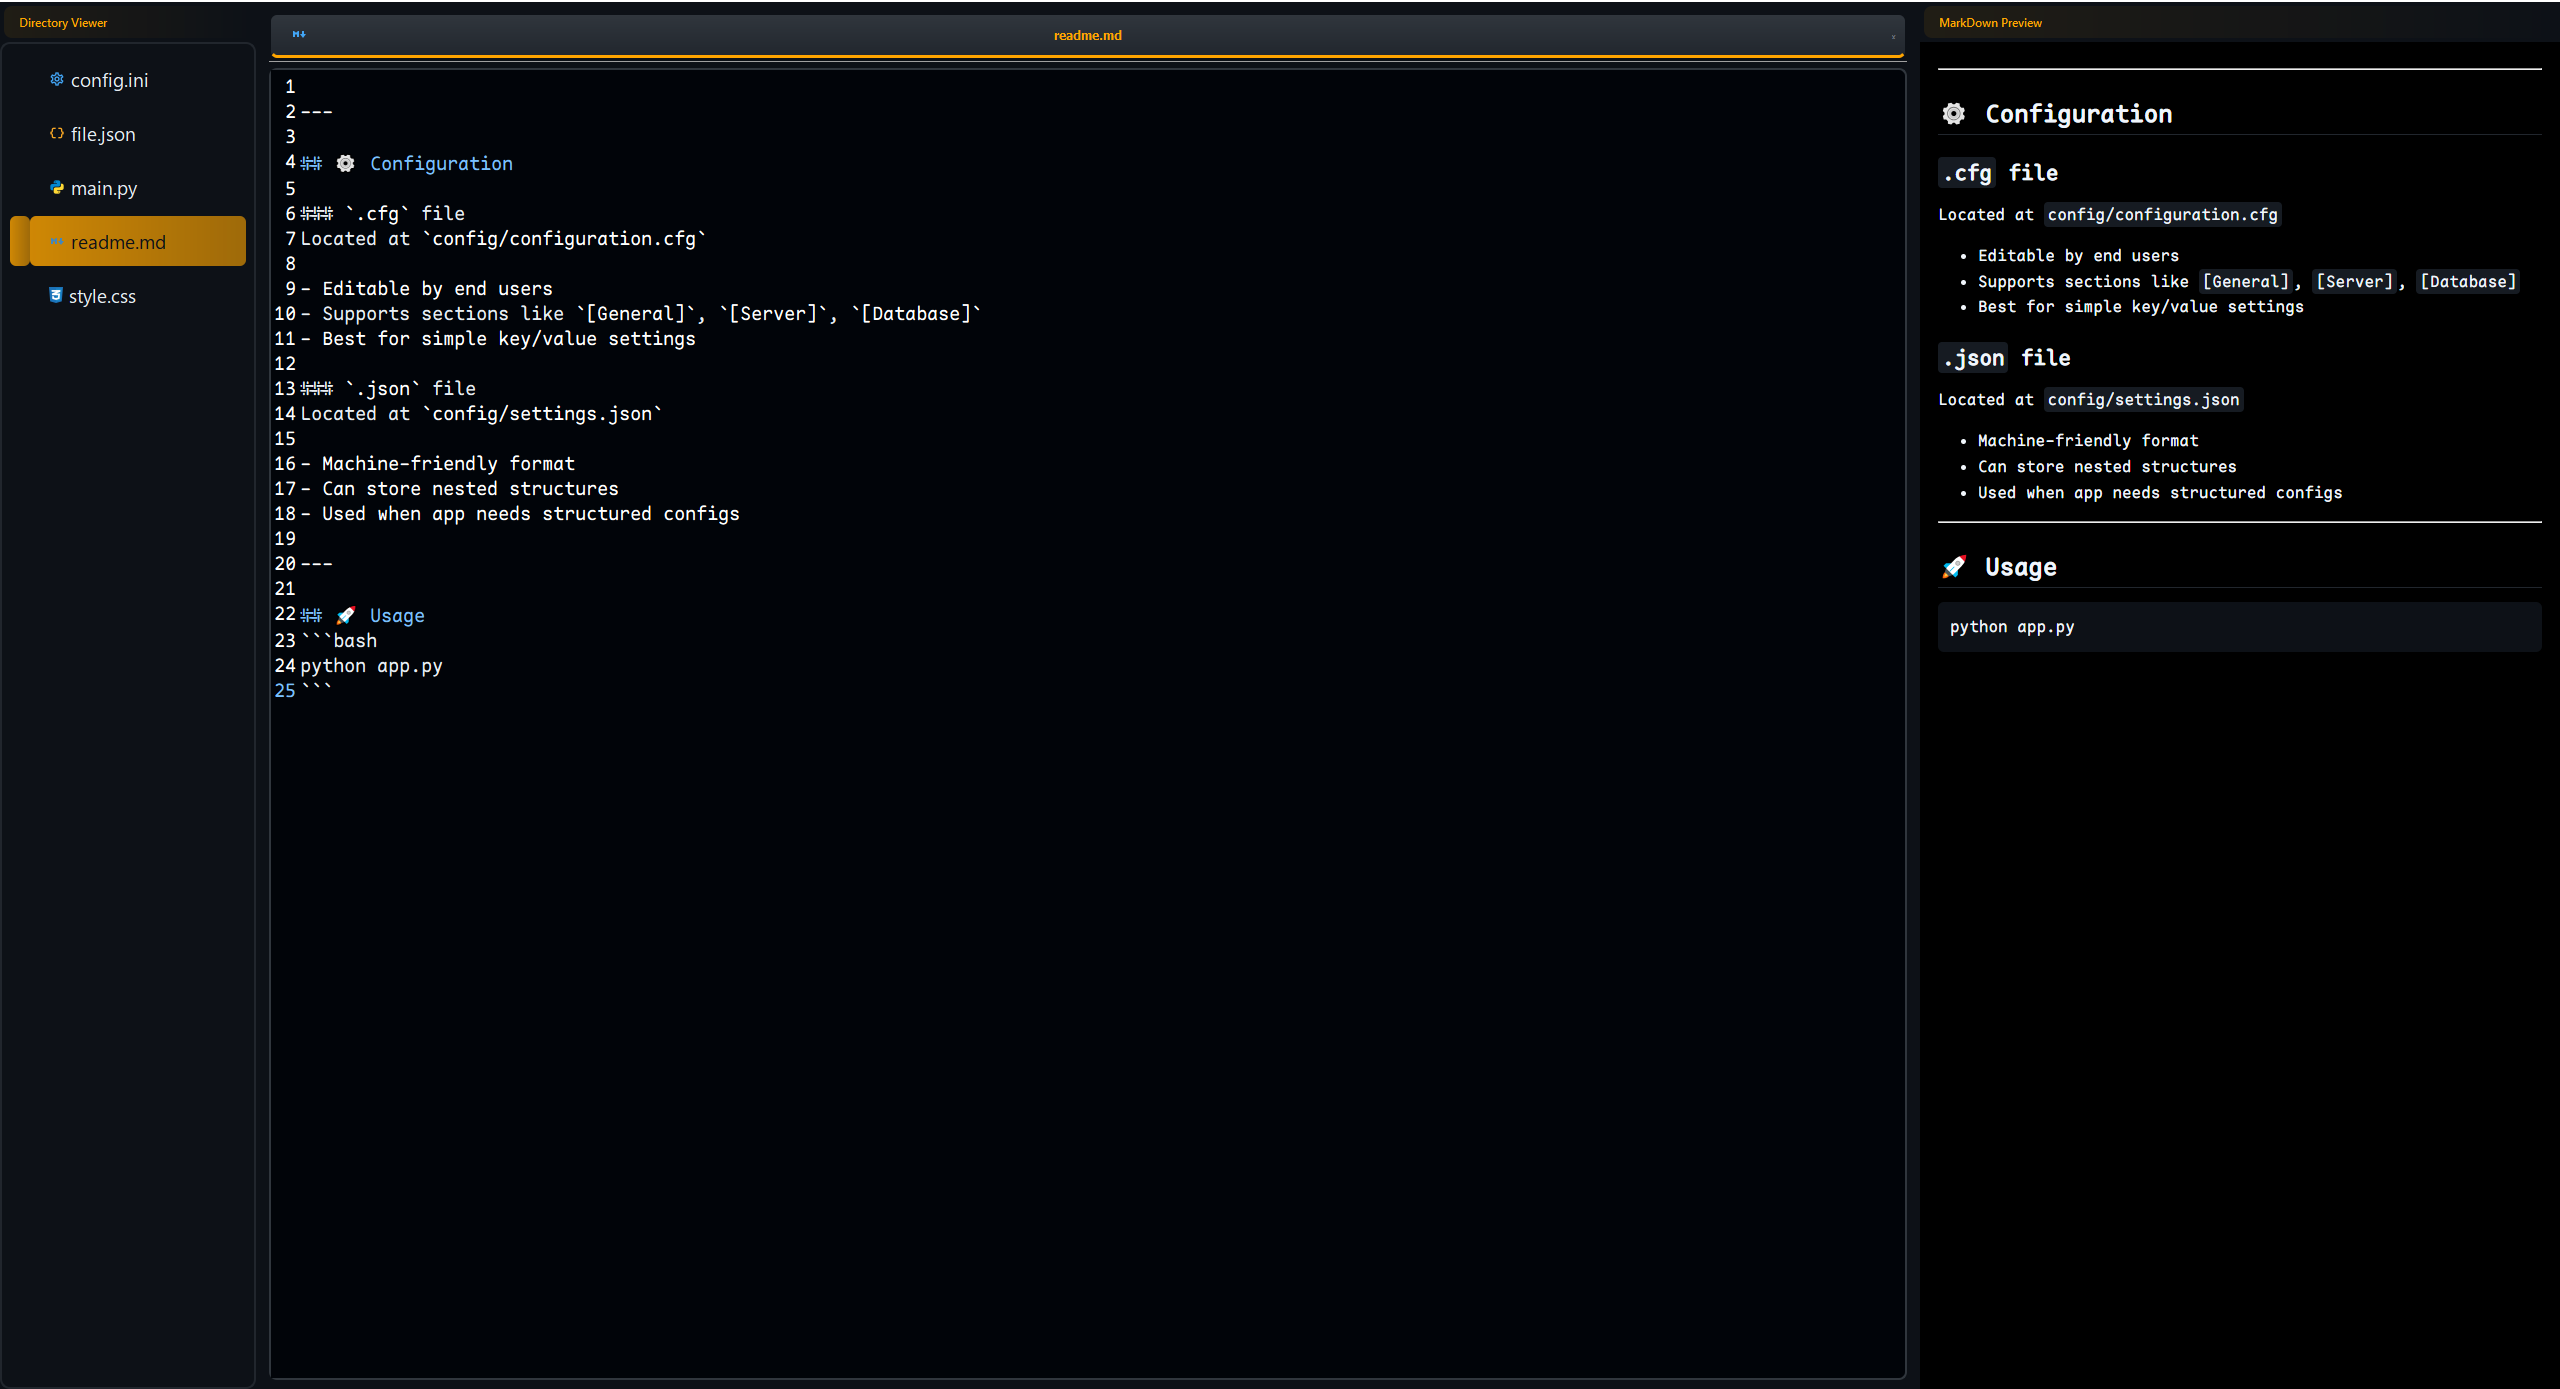 Directory Viewer
config.ini
file.json
main.py
readme.md
style.css
readme.md
1
2 ---
3
4 ## ⚙ Configuration
5
6 ### `.cfg` file
7 Located at `config/configuration.cfg`
8
9 - Editable by end users
10 - Supports sections like `[General]`, `[Server]`, `[Database]`
11 - Best for simple key/value settings
12
13 ### `.json` file
14 Located at `config/settings.json`
15
16 - Machine-friendly format
17 - Can store nested structures
18 - Used when app needs structured configs
19
20 ---
21
22 ## 🚀 Usage
23 ```bash
24 python app.py
25 ```
MarkDown Preview
⚙ Configuration
.cfg file
Located at config/configuration.cfg
• Editable by end users
• Supports sections like [General], [Server], [Database]
• Best for simple key/value settings
.json file
Located at config/settings.json
• Machine-friendly format
• Can store nested structures
• Used when app needs structured configs
🚀 Usage
python app.py